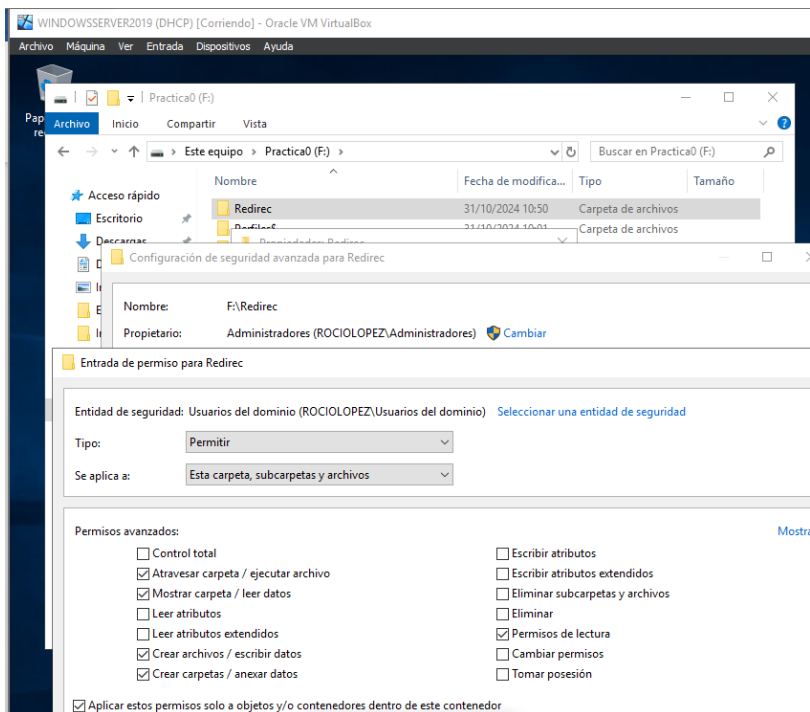 WINDOWSSERVER2019 (DHCP) [Corriendo] - Oracle VM VirtualBox
Archivo Máquina Ver Entrada Dispositivos Ayuda
Practica0 (F:)
Archivo Inicio Compartir Vista
Este equipo > Practica0 (F:) >
Buscar en Practica0 (F:)
Nombre Fecha de modifica... Tipo Tamaño
Acceso rápido
Redirec 31/10/2024 10:50 Carpeta de archivos
Escritorio
Perfiles$ 31/10/2024 10:01 Carpeta de archivos
Descargas
Propiedades: Redirec
Configuración de seguridad avanzada para Redirec
Nombre: F:\Redirec
Propietario: Administradores (ROCIOLOPEZ\Administradores) Cambiar
Entrada de permiso para Redirec
Entidad de seguridad: Usuarios del dominio (ROCIOLOPEZ\Usuarios del dominio) Seleccionar una entidad de seguridad
Tipo: Permitir
Se aplica a: Esta carpeta, subcarpetas y archivos
Permisos avanzados: Mostra
Control total Escribir atributos
Atravesar carpeta / ejecutar archivo Escribir atributos extendidos
Mostrar carpeta / leer datos Eliminar subcarpetas y archivos
Leer atributos Eliminar
Leer atributos extendidos Permisos de lectura
Crear archivos / escribir datos Cambiar permisos
Crear carpetas / anexar datos Tomar posesión
Aplicar estos permisos solo a objetos y/o contenedores dentro de este contenedor